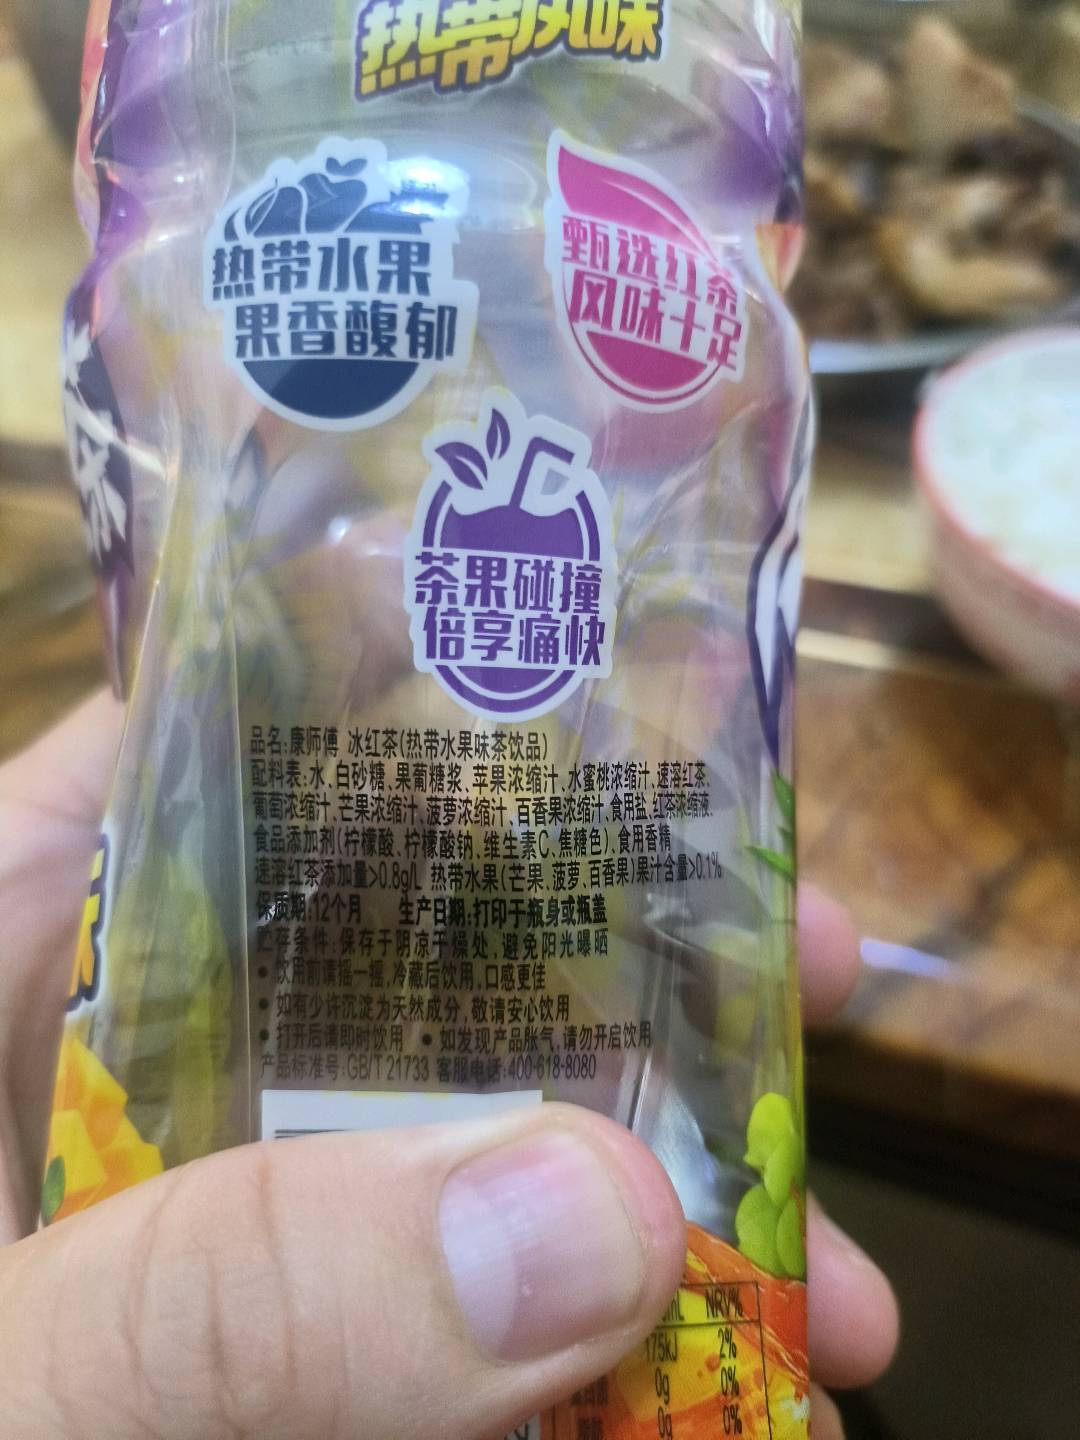 热带风味
热带水果
果香馥郁
甄选红茶
风味十足
茶果碰撞
倍享痛快
品名:康师傅 冰红茶(热带水果味茶饮品)
配料表:水、白砂糖、果葡糖浆、苹果浓缩汁、水蜜桃浓缩汁、速溶红茶、
葡萄浓缩汁、芒果浓缩汁、菠萝浓缩汁、百香果浓缩汁、食用盐、红茶浓缩液、
食品添加剂(柠檬酸、柠檬酸钠、维生素C、焦糖色)、食用香精
速溶红茶添加量>0.8g/L 热带水果(芒果、菠萝、百香果)果汁含量>0.1%
保质期:12个月 生产日期:打印于瓶身或瓶盖
贮存条件:保存于阴凉干燥处,避免阳光曝晒
• 饮用前请摇一摇,冷藏后饮用,口感更佳
• 如有少许沉淀为天然成分,敬请安心饮用
• 打开后请即时饮用 • 如发现产品胀气,请勿开启饮用
产品标准号:GB/T 21733 客服电话:400-618-8080
mL NRV%
175kJ 2%
0g 0%
0g 0%